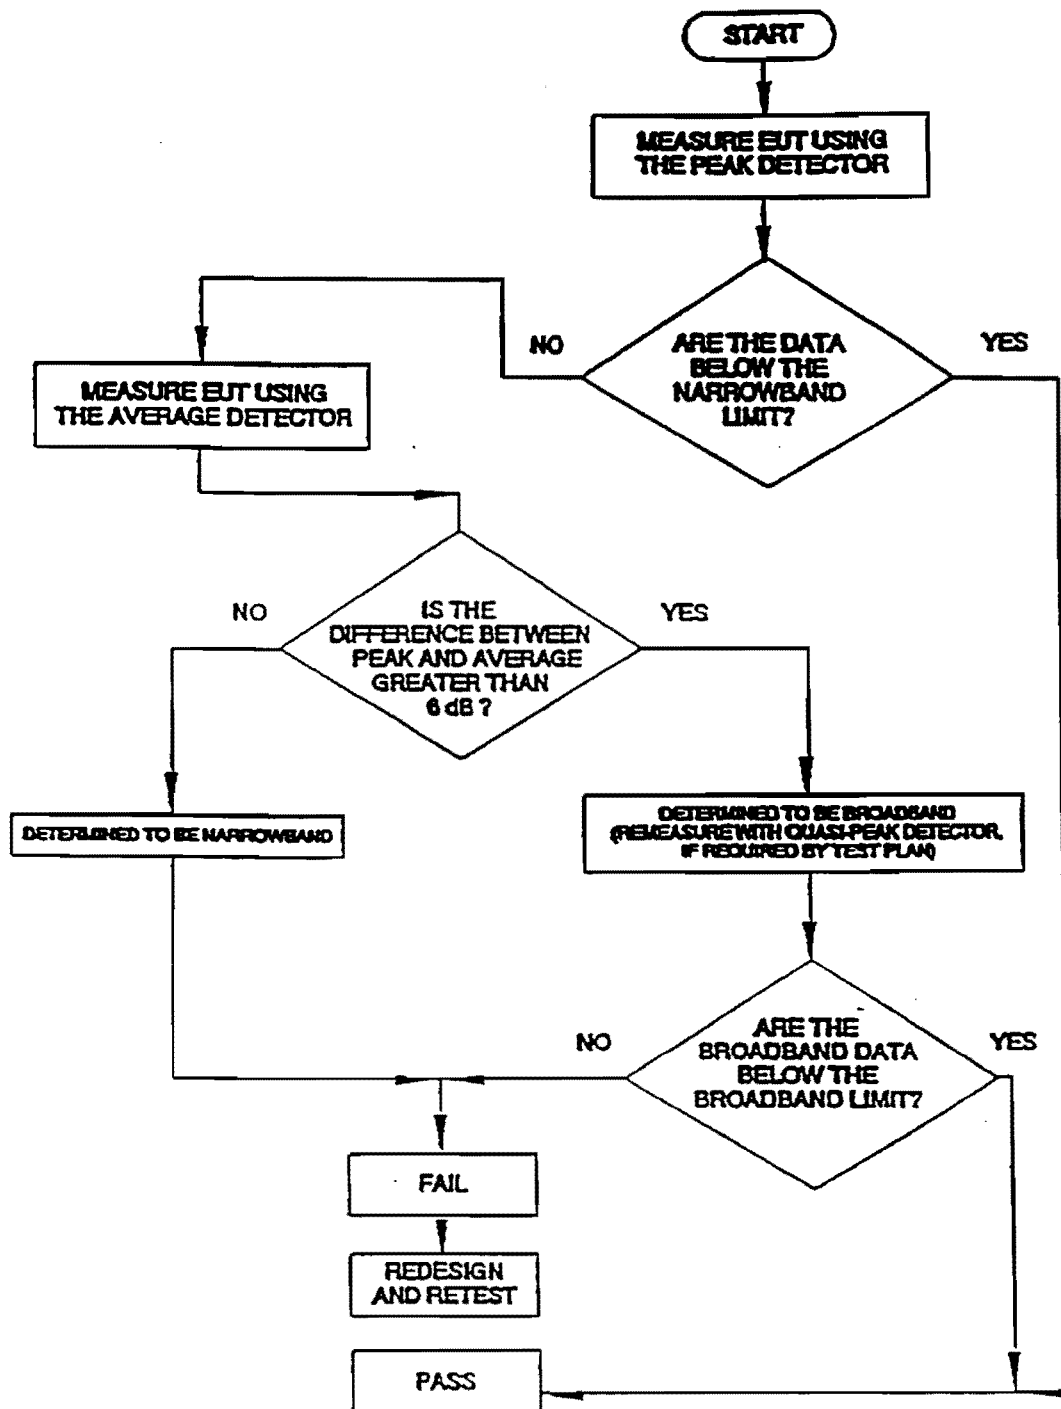 START
MEASURE EUT USING
THE PEAK DETECTOR
NO
ARE THE DATA
BELOW THE
NARROWBAND
LIMIT?
YES
MEASURE EUT USING
THE AVERAGE DETECTOR
NO
IS THE
DIFFERENCE BETWEEN
PEAK AND AVERAGE
GREATER THAN
6 dB ?
YES
DETERMINED TO BE NARROWBAND
DETERMINED TO BE BROADBAND
(REMEASURE WITH QUASI-PEAK DETECTOR,
IF REQUIRED BY TEST PLAN)
NO
ARE THE
BROADBAND DATA
BELOW THE
BROADBAND LIMIT?
YES
FAIL
REDESIGN
AND RETEST
PASS